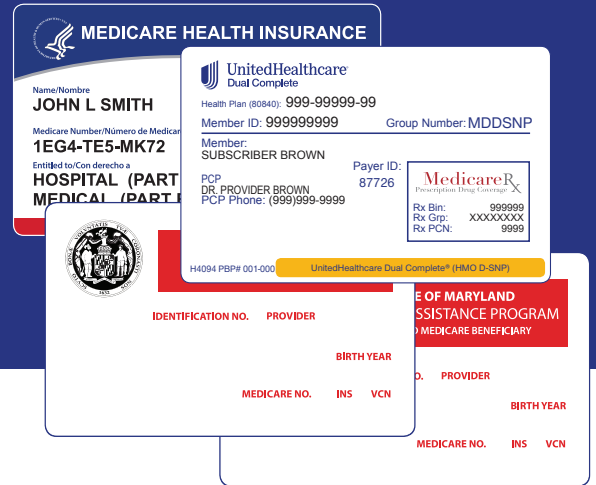 MEDICARE HEALTH INSURANCE
Name/Nombre
JOHN L SMITH
Medicare Number/Número de Medicar
1EG4-TE5-MK72
Entitled to/Con derecho a
HOSPITAL (PART
MEDICAL (PART
UnitedHealthcare®
Dual Complete
Health Plan (80840): 999-99999-99
Member ID: 999999999 Group Number: MDDSNP
Member:
SUBSCRIBER BROWN
PCP
DR. PROVIDER BROWN
PCP Phone: (999)999-9999
Payer ID:
87726
MedicareRx
Prescription Drug Coverage
Rx Bin: 999999
Rx Grp: XXXXXXXX
Rx PCN: 9999
H4094 PBP# 001-000 UnitedHealthcare Dual Complete® (HMO D-SNP)
1632
IDENTIFICATION NO. PROVIDER
BIRTH YEAR
MEDICARE NO. INS VCN
E OF MARYLAND
SSISTANCE PROGRAM
MEDICARE BENEFICIARY
O. PROVIDER
BIRTH YEAR
MEDICARE NO. INS VCN